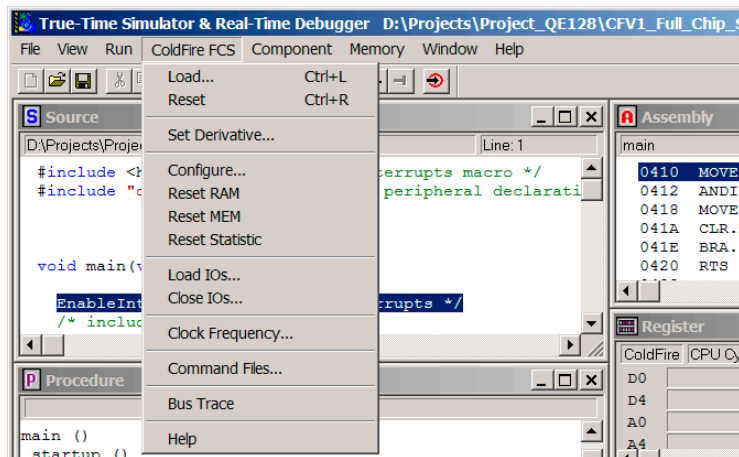 True-Time Simulator & Real-Time Debugger D:\Projects\Project_QE128\CFV1_Full_Chip_
File View Run ColdFire FCS Component Memory Window Help
Load... Ctrl+L
Reset Ctrl+R
Set Derivative...
Configure...
Reset RAM
Reset MEM
Reset Statistic
Load IOs...
Close IOs...
Clock Frequency...
Command Files...
Bus Trace
Help
S Source
D:\Projects\Proje Line: 1
#include <h errupts macro */
#include "d peripheral declarati
void main(v
EnableInt rrupts */
/* includ
P Procedure
main ()
startup ()
A Assembly
main
0410 MOVE
0412 ANDI
0418 MOVE
041A CLR.
041E BRA.
0420 RTS
Register
ColdFire CPU Cy
D0
D4
A0
A4